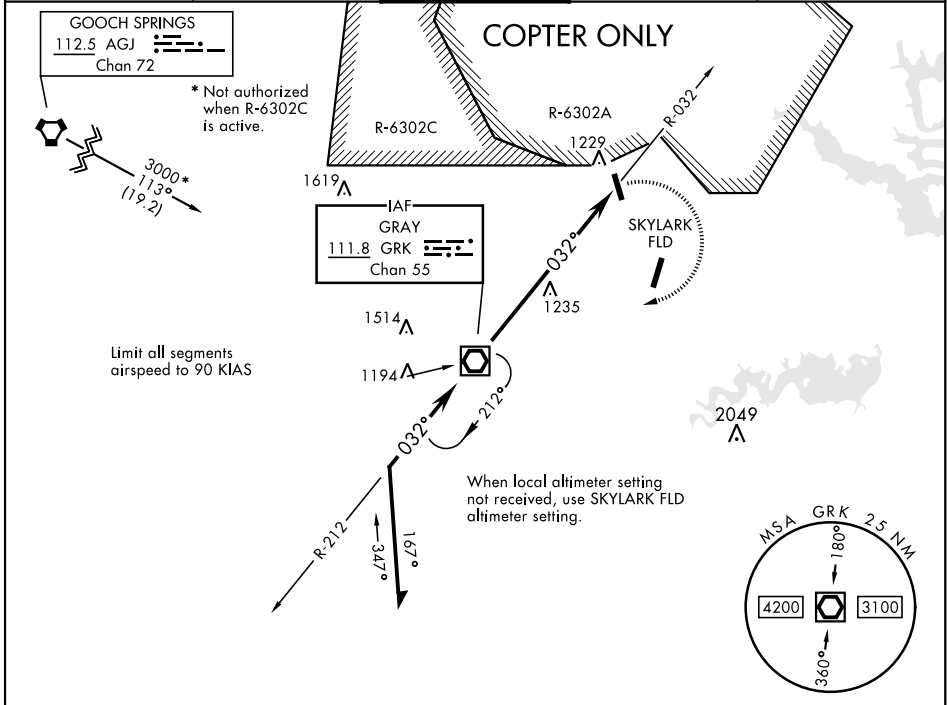 GOOCH SPRINGS
112.5 AGJ
Chan 72
COPTER ONLY
* Not authorized
when R-6302C
is active.
R-6302C
R-6302A
R-032
1229
3000*
113°
(19.2)
1619
IAF
GRAY
111.8 GRK
Chan 55
SKYLARK
FLD
032°
1235
1514
Limit all segments
airspeed to 90 KIAS
1194
212°
032°
2049
When local altimeter setting
not received, use SKYLARK FLD
altimeter setting.
R-212
347°
167°
MSA GRK 25 NM
180°
4200
3100
360°